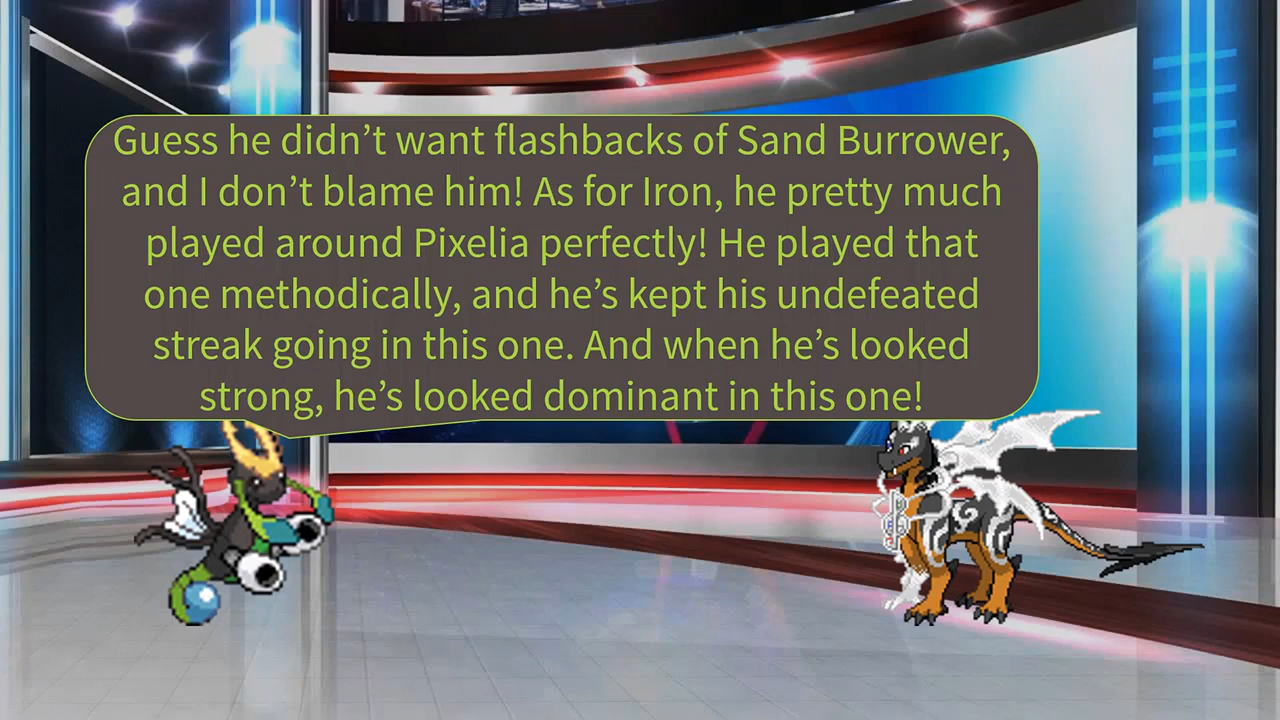 Guess he didn’t want flashbacks of Sand Burrower,
and I don’t blame him! As for Iron, he pretty much
played around Pixelia perfectly! He played that
one methodically, and he’s kept his undefeated
streak going in this one. And when he’s looked
strong, he’s looked dominant in this one!